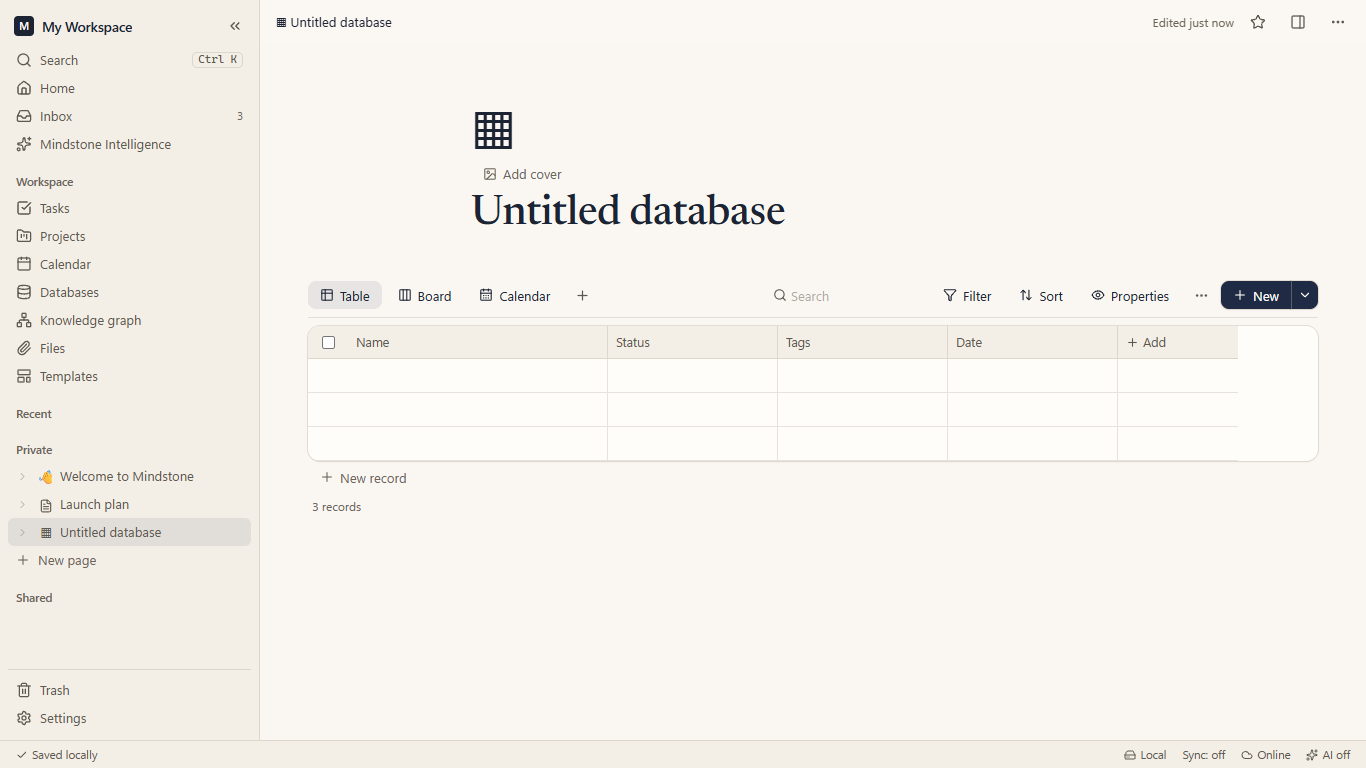 M My Workspace
Search Ctrl K
Home
Inbox 3
Mindstone Intelligence
Workspace
Tasks
Projects
Calendar
Databases
Knowledge graph
Files
Templates
Recent
Private
Welcome to Mindstone
Launch plan
Untitled database
New page
Shared
Trash
Settings
Untitled database
Edited just now
Add cover
Untitled database
Table Board Calendar Search Filter Sort Properties New
Name Status Tags Date Add
New record
3 records
Saved locally
Local Sync: off Online AI off